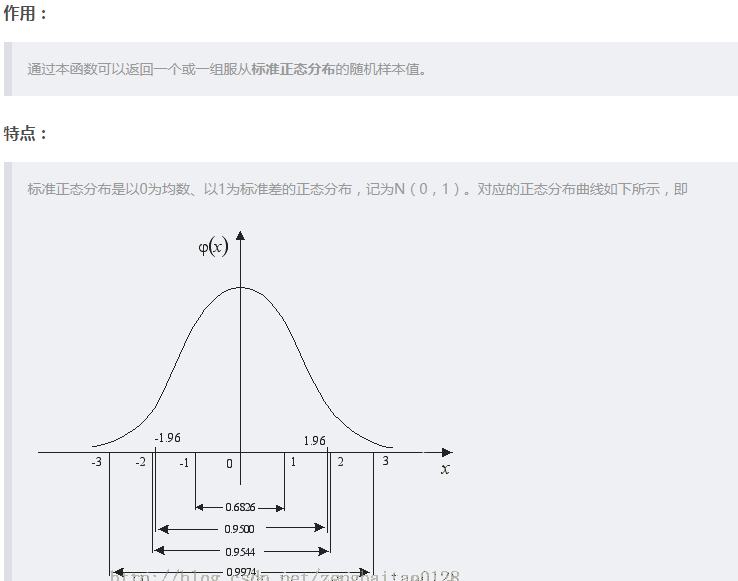 作用：
通过本函数可以返回一个或一组服从标准正态分布的随机样本值。
特点：
标准正态分布是以0为均数、以1为标准差的正态分布，记为N（0，1）。对应的正态分布曲线如下所示，即
φ(x)
-1.96 1.96
-3 -2 -1 0 1 2 3
x
0.6826
0.9500
0.9544
0.9974
http://blog.csdn.net/zengbaitao0128